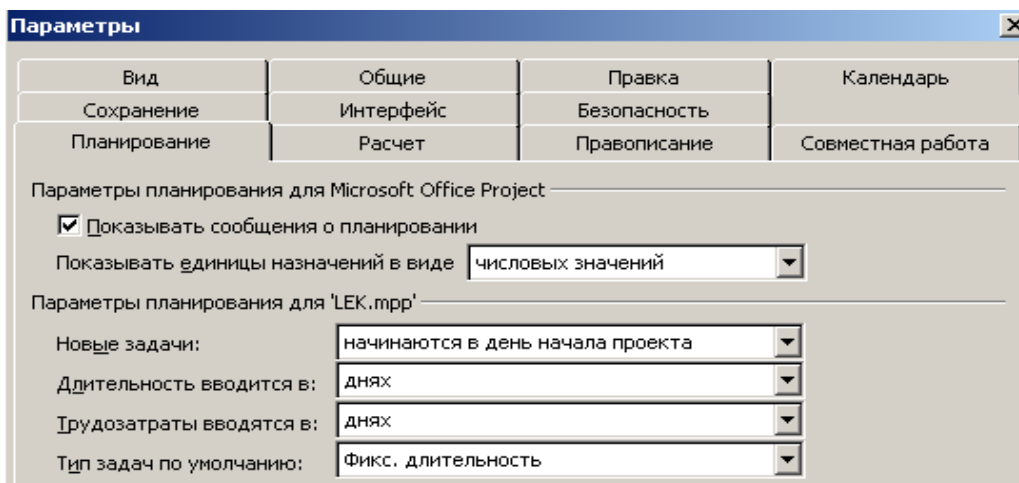 Параметры
Вид Общие Правка Календарь
Сохранение Интерфейс Безопасность
Планирование Расчет Правописание Совместная работа
Параметры планирования для Microsoft Office Project
Показывать сообщения о планировании
Показывать единицы назначений в виде числовых значений
Параметры планирования для 'LEK.mpp'
Новые задачи: начинаются в день начала проекта
Длительность вводится в: днях
Трудозатраты вводятся в: днях
Тип задач по умолчанию: Фикс. длительность